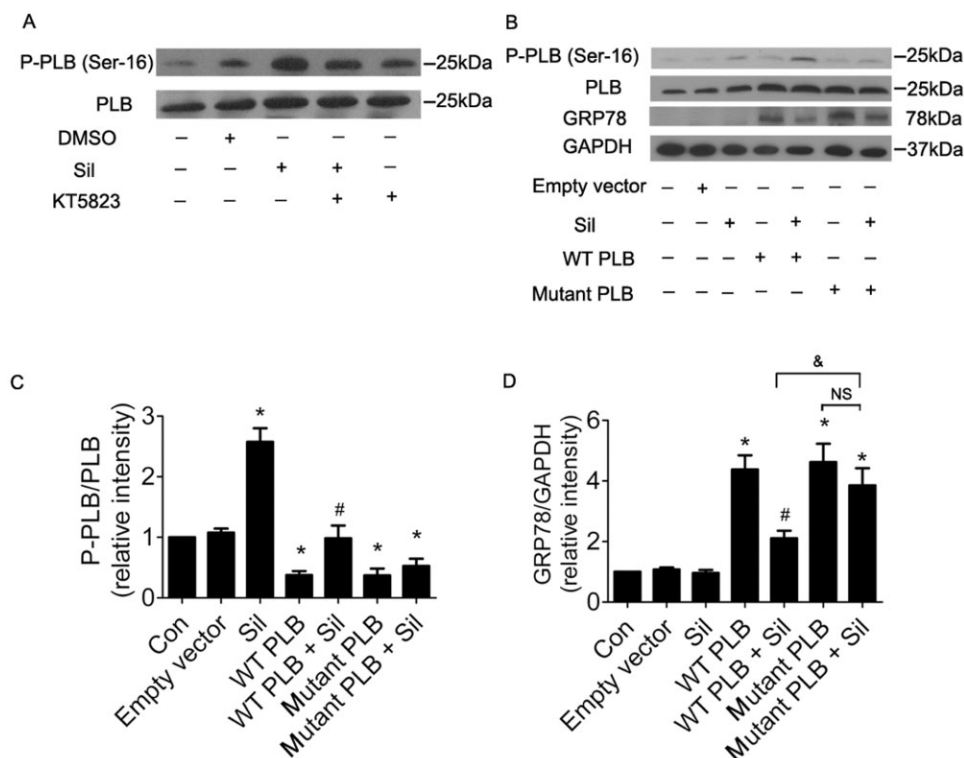 A
P-PLB (Ser-16) –25kDa
PLB –25kDa
DMSO – + – – –
Sil – – + + –
KT5823 – – – + +
B
P-PLB (Ser-16) –25kDa
PLB –25kDa
GRP78 78kDa
GAPDH –37kDa
Empty vector – + – – – – –
Sil – – + – + – +
WT PLB – – – + + – –
Mutant PLB – – – – – + +
C
P-PLB/PLB
(relative intensity)
3
2
1
0
*
*
#
*
*
Con
Empty vector
Sil
WT PLB
WT PLB + Sil
Mutant PLB
Mutant PLB + Sil
D
GRP78/GAPDH
(relative intensity)
6
4
2
0
&
NS
*
#
*
*
Con
Empty vector
Sil
WT PLB
WT PLB + Sil
Mutant PLB
Mutant PLB + Sil